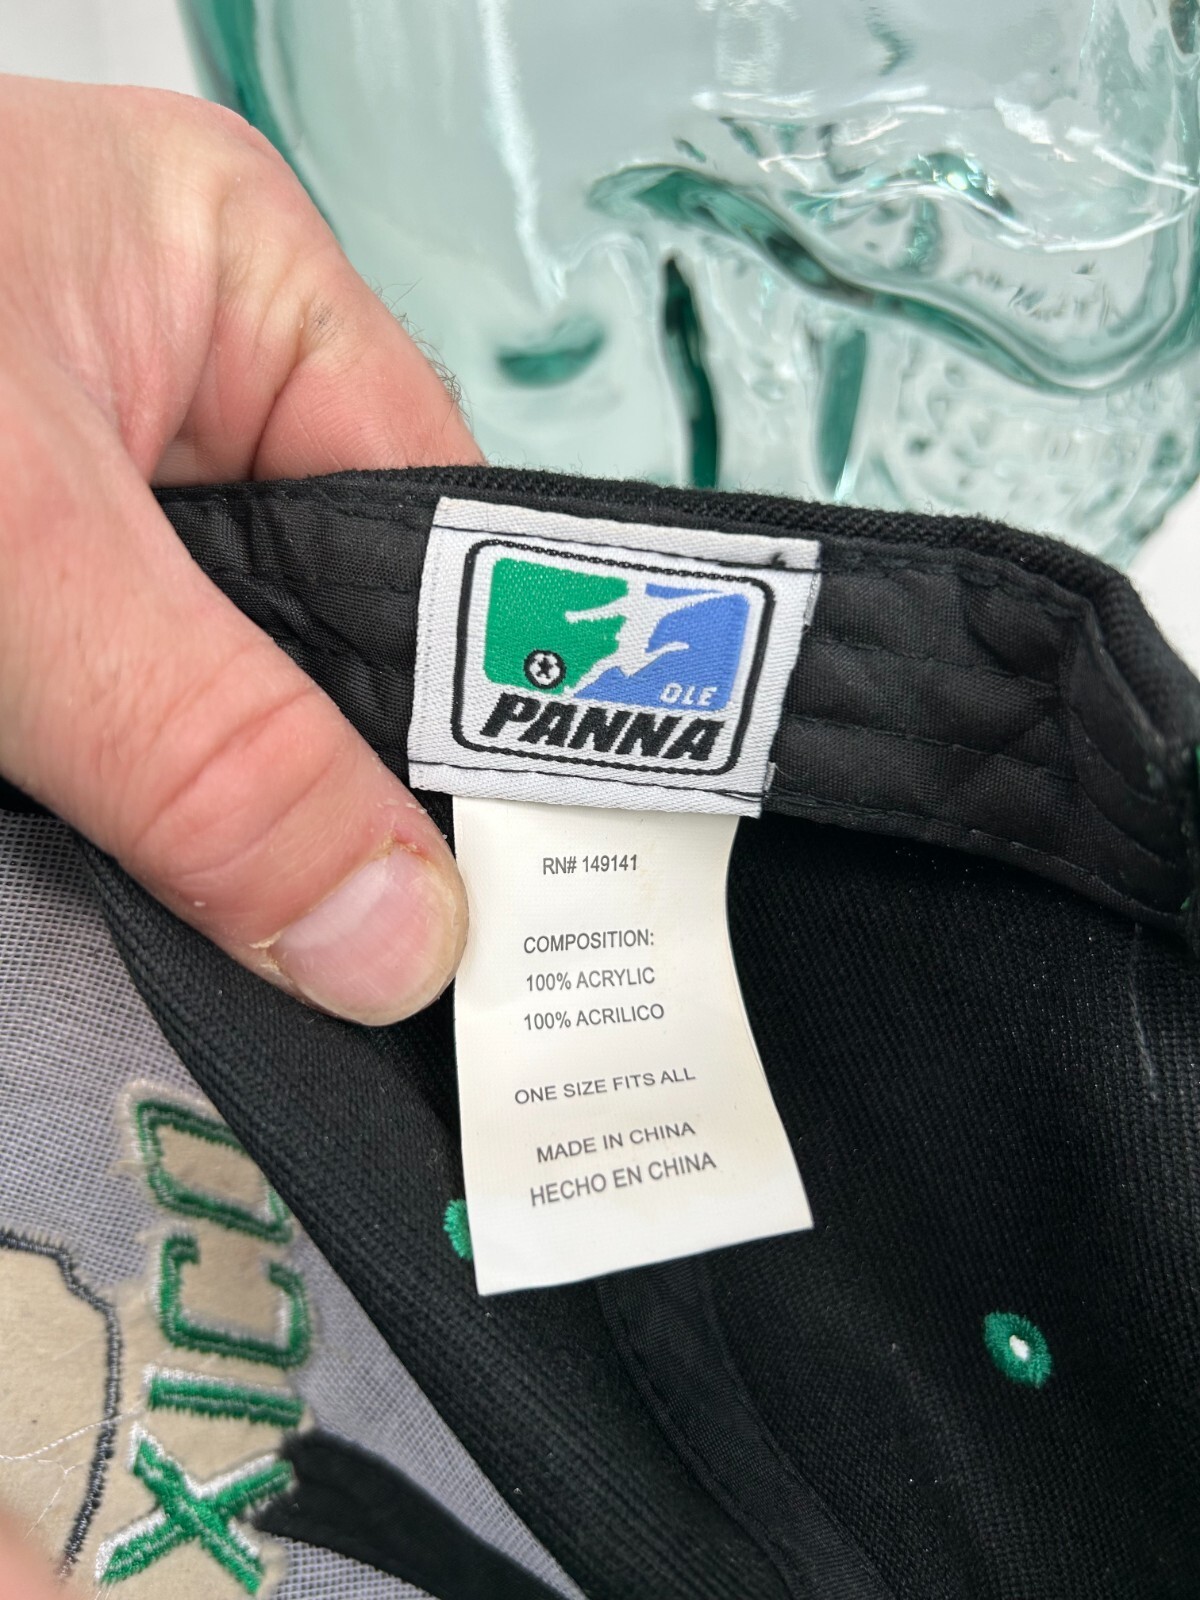 OLE
PANNA
RN# 149141
COMPOSITION:
100% ACRYLIC
100% ACRILICO
ONE SIZE FITS ALL
MADE IN CHINA
HECHO EN CHINA
XICO